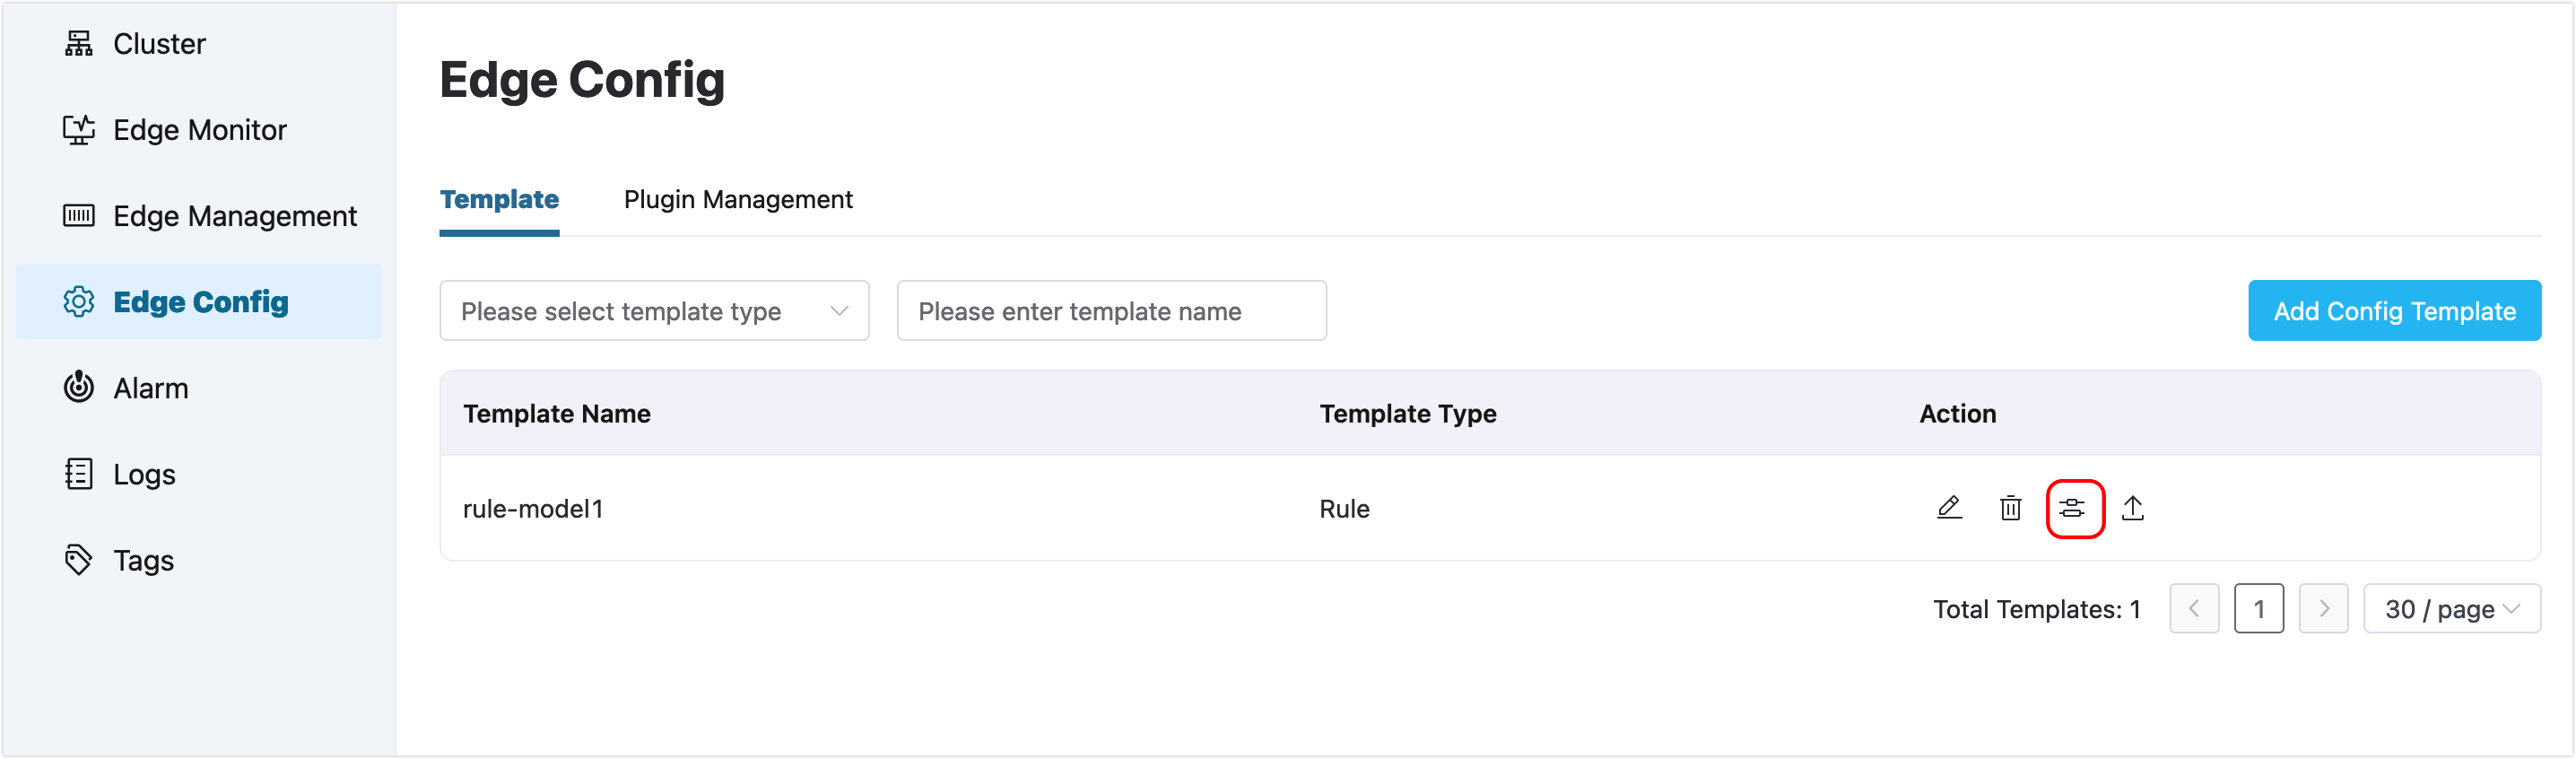 Cluster
Edge Monitor
Edge Management
Edge Config
Alarm
Logs
Tags
Edge Config
Template Plugin Management
Please select template type Please enter template name Add Config Template
Template Name Template Type Action
rule-model1 Rule
Total Templates: 1 1 30 / page